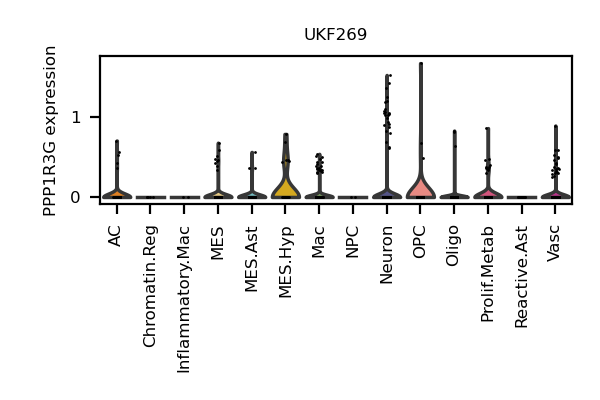 UKF269
PPP1R3G expression
1
0
AC
Chromatin.Reg
Inflammatory.Mac
MES
MES.Ast
MES.Hyp
Mac
NPC
Neuron
OPC
Oligo
Prolif.Metab
Reactive.Ast
Vasc